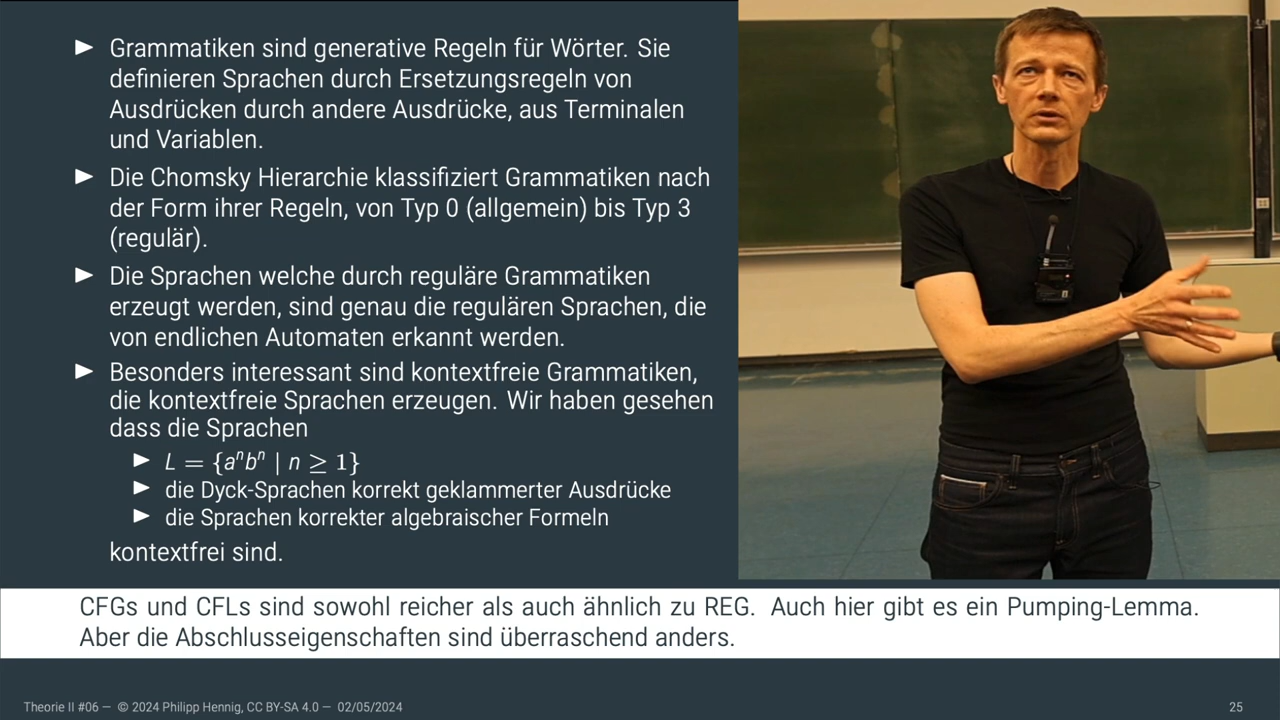 Grammatiken sind generative Regeln für Wörter. Sie
definieren Sprachen durch Ersetzungsregeln von
Ausdrücken durch andere Ausdrücke, aus Terminalen
und Variablen.
Die Chomsky Hierarchie klassifiziert Grammatiken nach
der Form ihrer Regeln, von Typ 0 (allgemein) bis Typ 3
(regulär).
Die Sprachen welche durch reguläre Grammatiken
erzeugt werden, sind genau die regulären Sprachen, die
von endlichen Automaten erkannt werden.
Besonders interessant sind kontextfreie Grammatiken,
die kontextfreie Sprachen erzeugen. Wir haben gesehen
dass die Sprachen
L = {aⁿbⁿ | n ≥ 1}
die Dyck-Sprachen korrekt geklammerter Ausdrücke
die Sprachen korrekter algebraischer Formeln
kontextfrei sind.
CFGs und CFLs sind sowohl reicher als auch ähnlich zu REG. Auch hier gibt es ein Pumping-Lemma.
Aber die Abschlusseigenschaften sind überraschend anders.
Theorie II #06 — © 2024 Philipp Hennig, CC BY-SA 4.0 — 02/05/2024
25